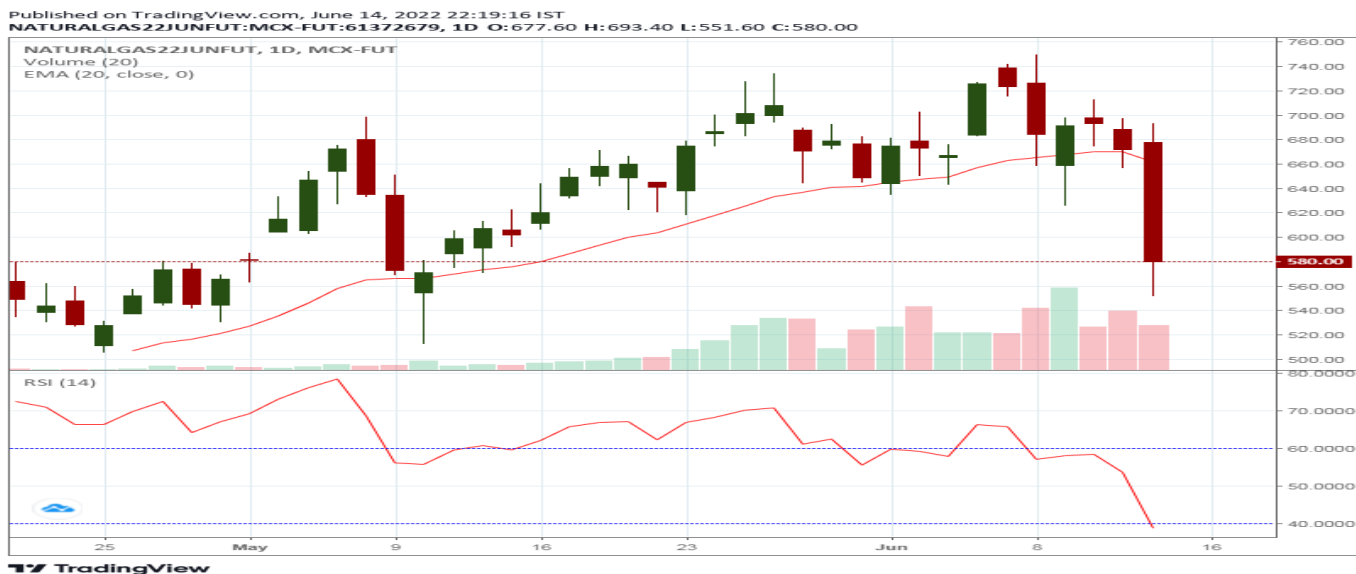 Published on TradingView.com, June 14, 2022 22:19:16 IST
NATURALGAS22JUNFUT:MCX-FUT:61372679, 1D O:677.60 H:693.40 L:551.60 C:580.00
NATURALGAS22JUNFUT, 1D, MCX-FUT
Volume (20)
EMA (20, close, 0)
760.00
740.00
720.00
700.00
680.00
660.00
640.00
620.00
600.00
580.00
560.00
540.00
520.00
500.00
RSI (14)
80.0000
70.0000
60.0000
50.0000
40.0000
25 May 9 16 23 Jun 8 16
TradingView